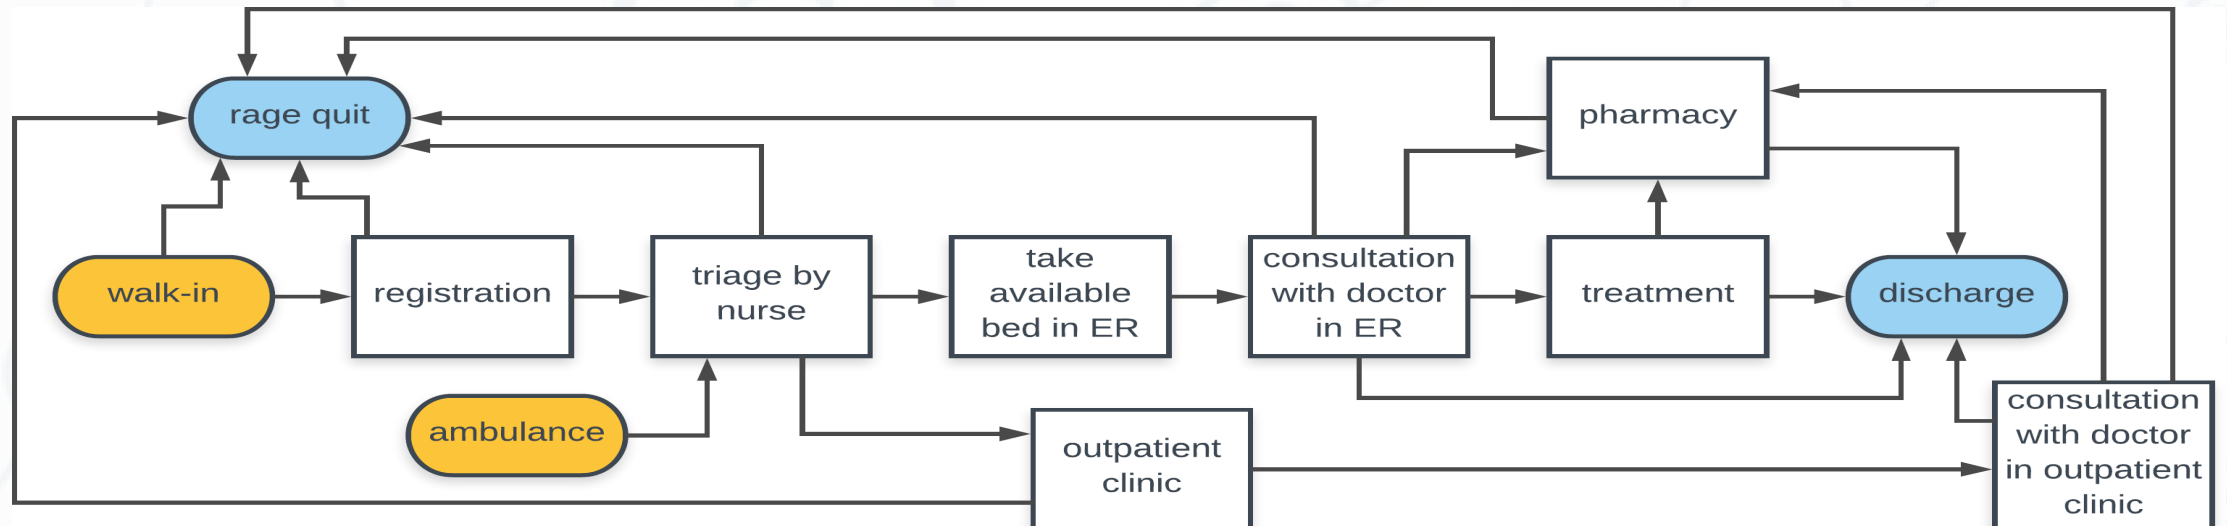 rage quit
pharmacy
walk-in
registration
triage by
nurse
take
available
bed in ER
consultation
with doctor
in ER
treatment
discharge
ambulance
outpatient
clinic
consultation
with doctor
in outpatient
clinic